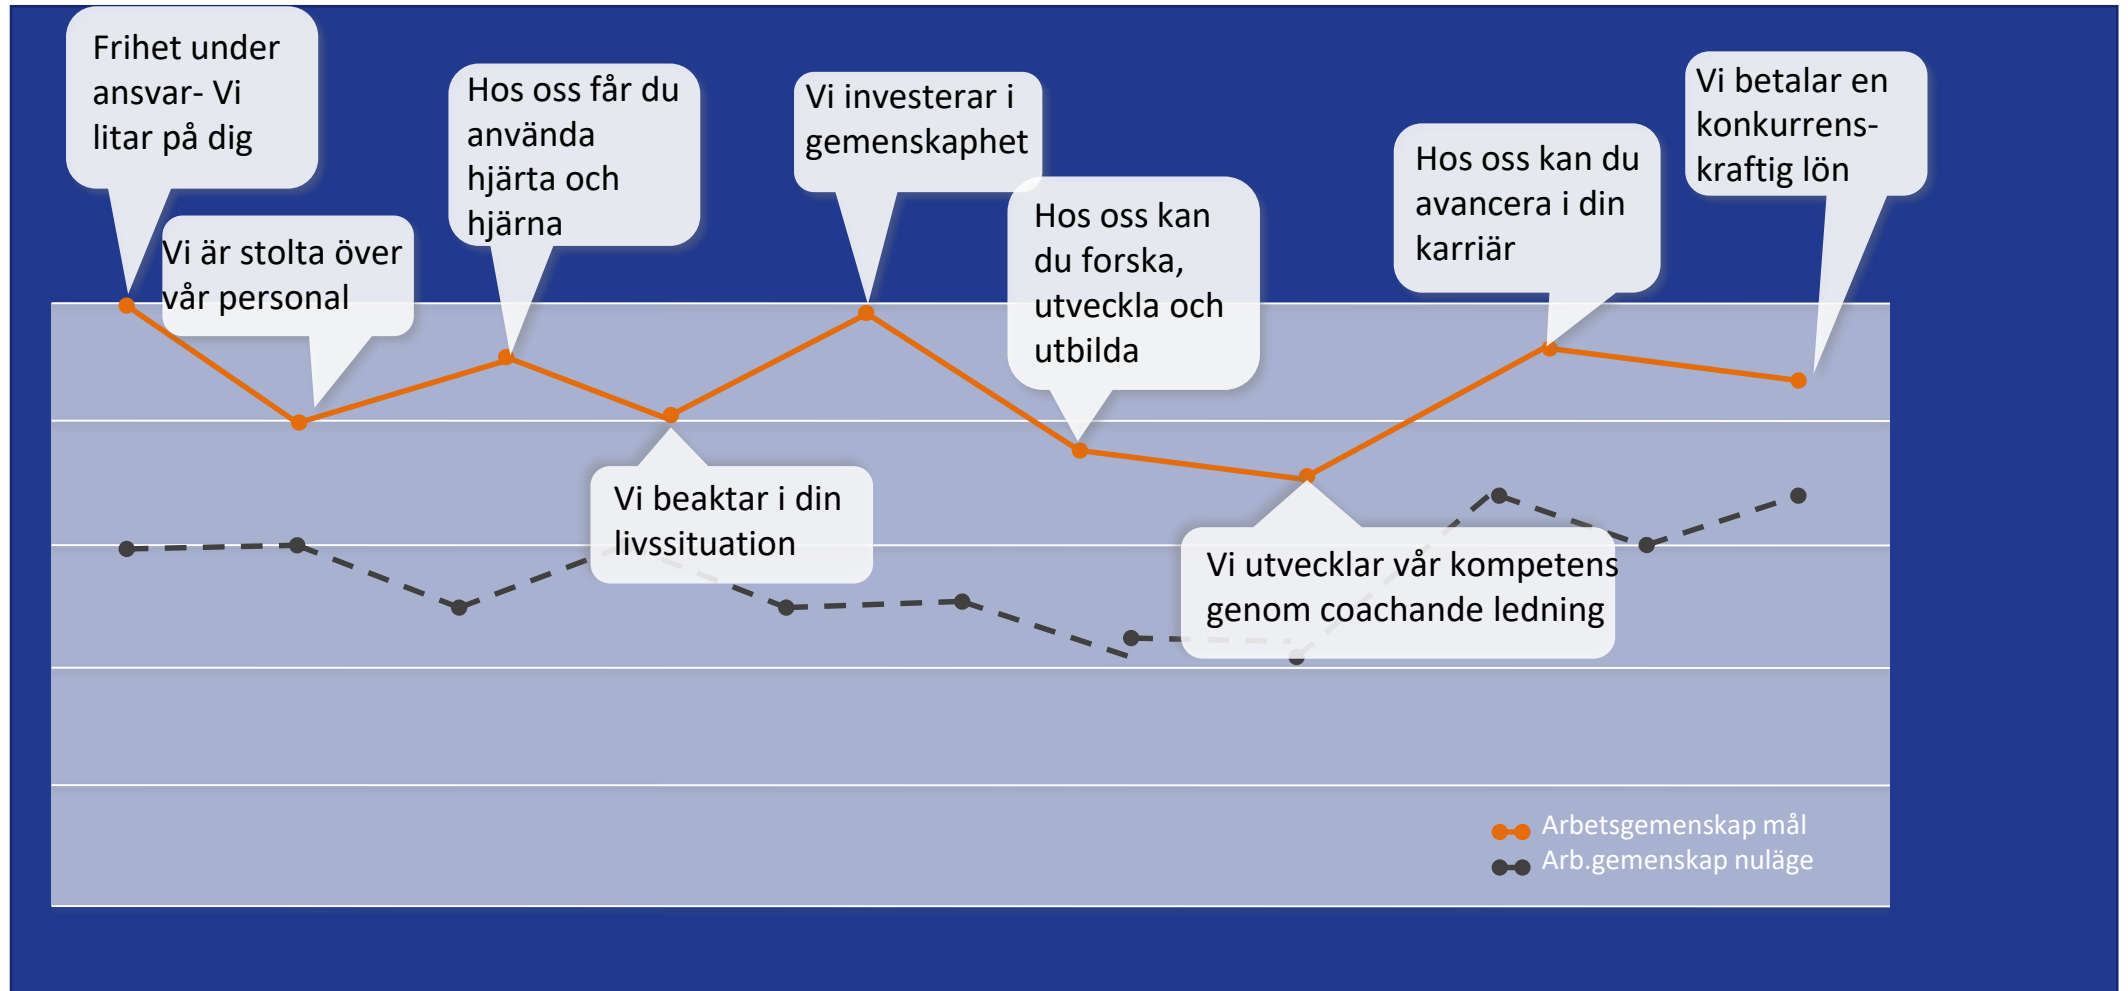 Frihet under
ansvar- Vi
litar på dig
Vi är stolta över
vår personal
Hos oss får du
använda
hjärta och
hjärna
Vi beaktar i din
livssituation
Vi investerar i
gemenskaphet
Hos oss kan
du forska,
utveckla och
utbilda
Vi utvecklar vår kompetens
genom coachande ledning
Hos oss kan du
avancera i din
karriär
Vi betalar en
konkurrens-
kraftig lön
Arbetsgemenskap mål
Arb.gemenskap nuläge